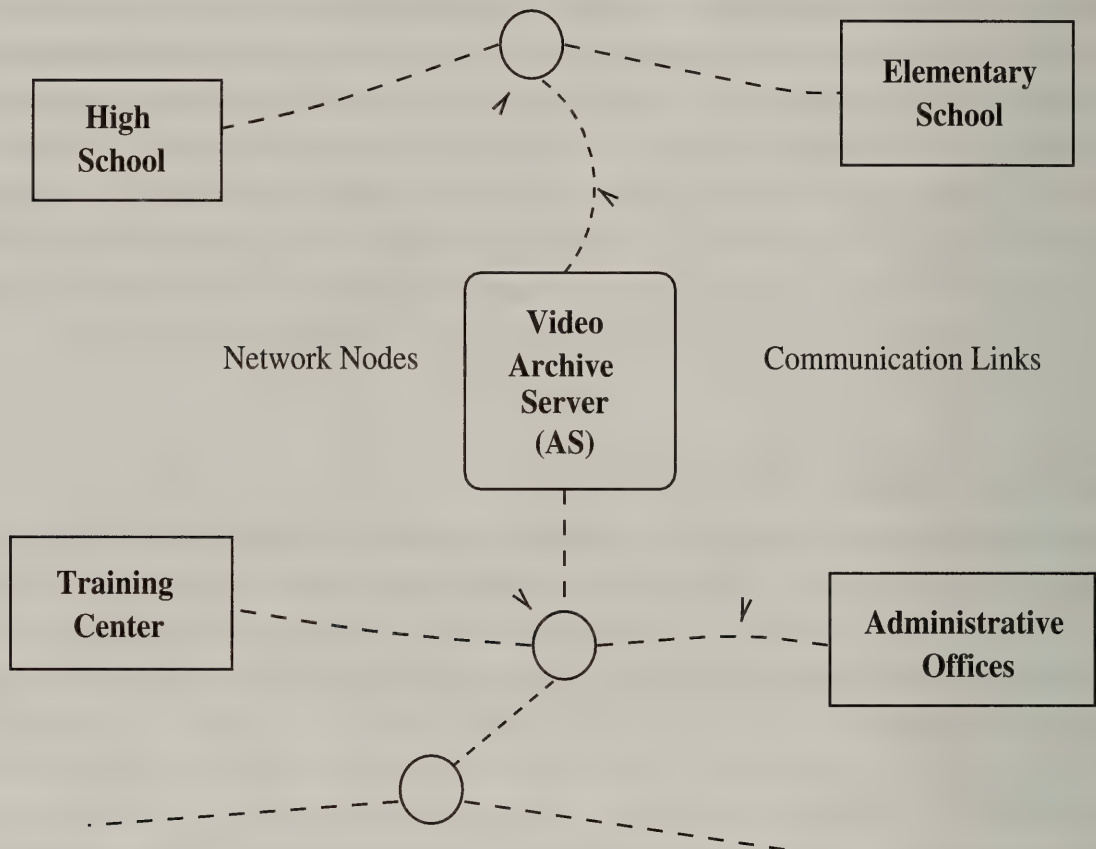 High
School
Elementary
School
Video
Archive
Server
(AS)
Network Nodes
Communication Links
Training
Center
Administrative
Offices